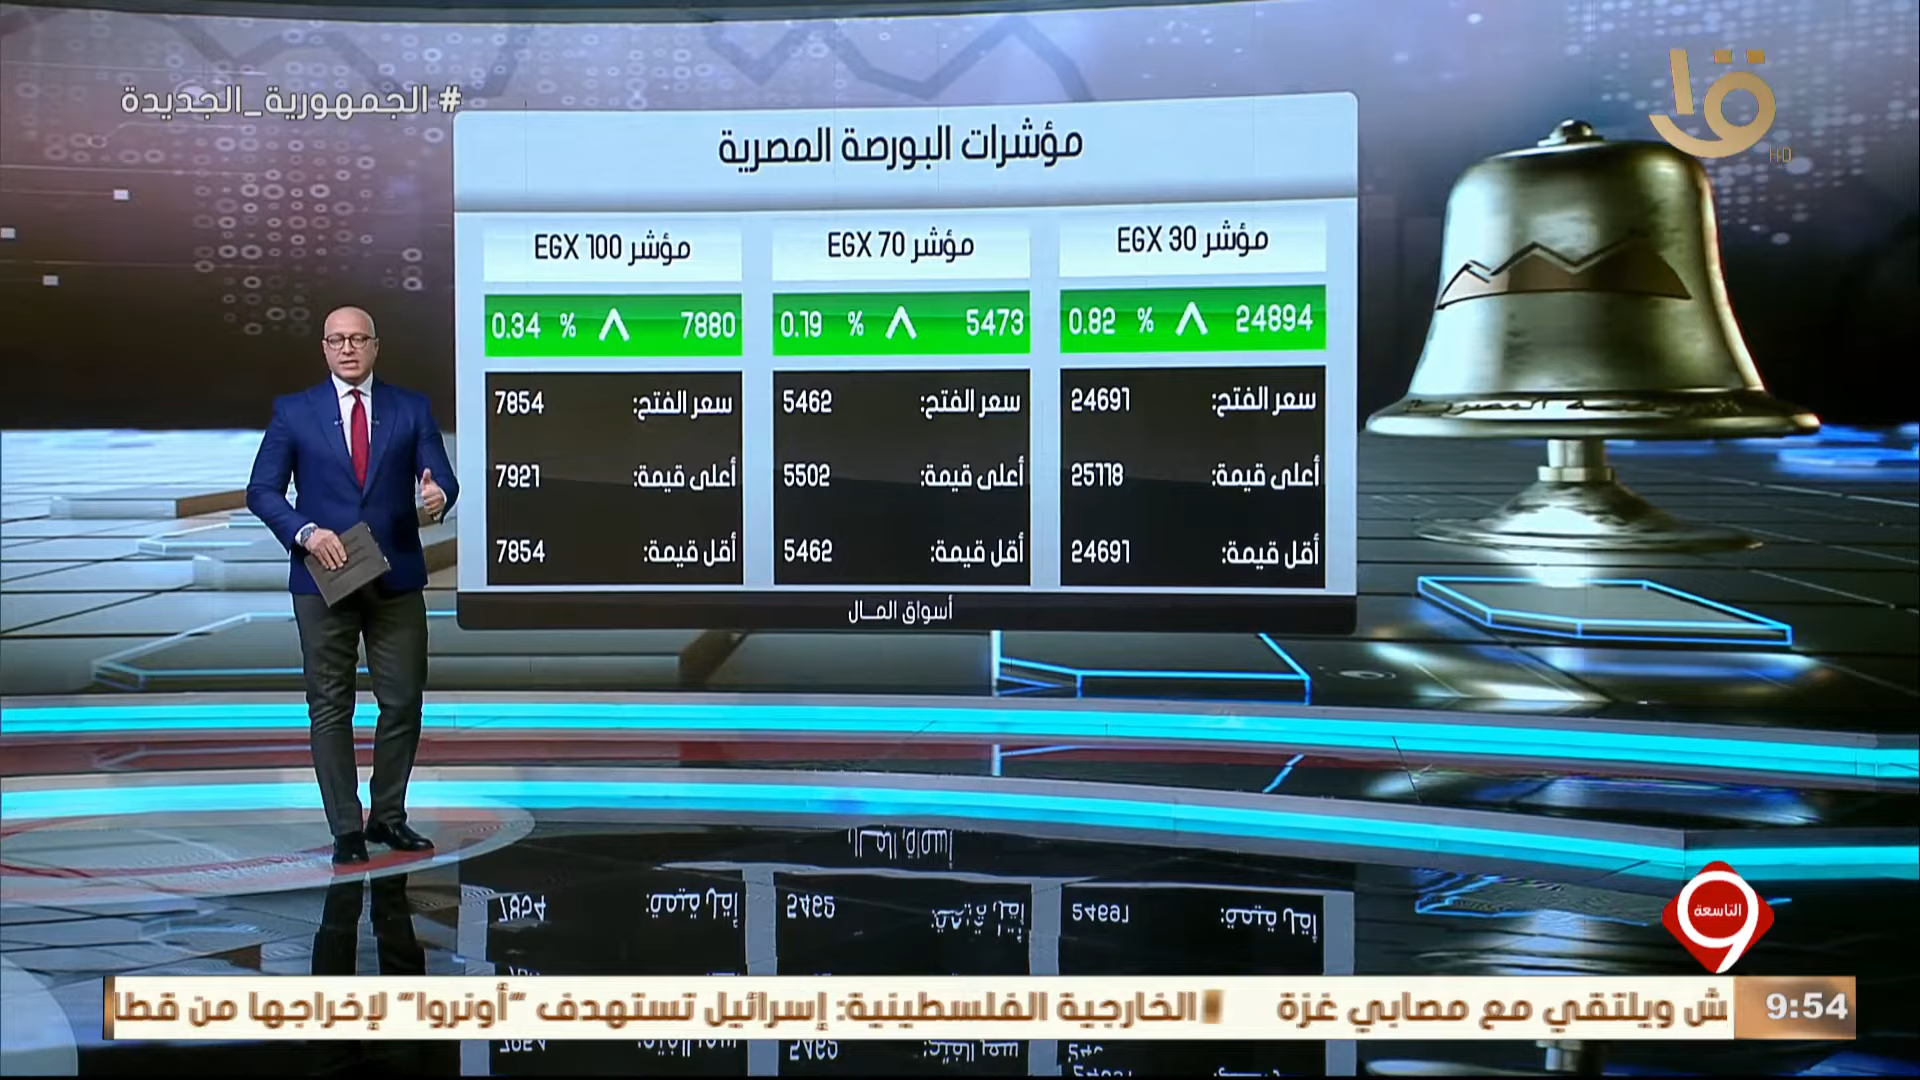 #الجمهورية_الجديدة
HD
مؤشرات البورصة المصرية
مؤشر EGX 30
24894 % 0.82
سعر الفتح: 24691
أعلى قيمة: 25118
أقل قيمة: 24691
مؤشر EGX 70
5473 % 0.19
سعر الفتح: 5462
أعلى قيمة: 5502
أقل قيمة: 5462
مؤشر EGX 100
7880 % 0.34
سعر الفتح: 7854
أعلى قيمة: 7921
أقل قيمة: 7854
أسواق المـال
التاسعة
9:54
ش ويلتقي مع مصابي غزة الخارجية الفلسطينية: إسرائيل تستهدف "أونروا" لإخراجها من قطا